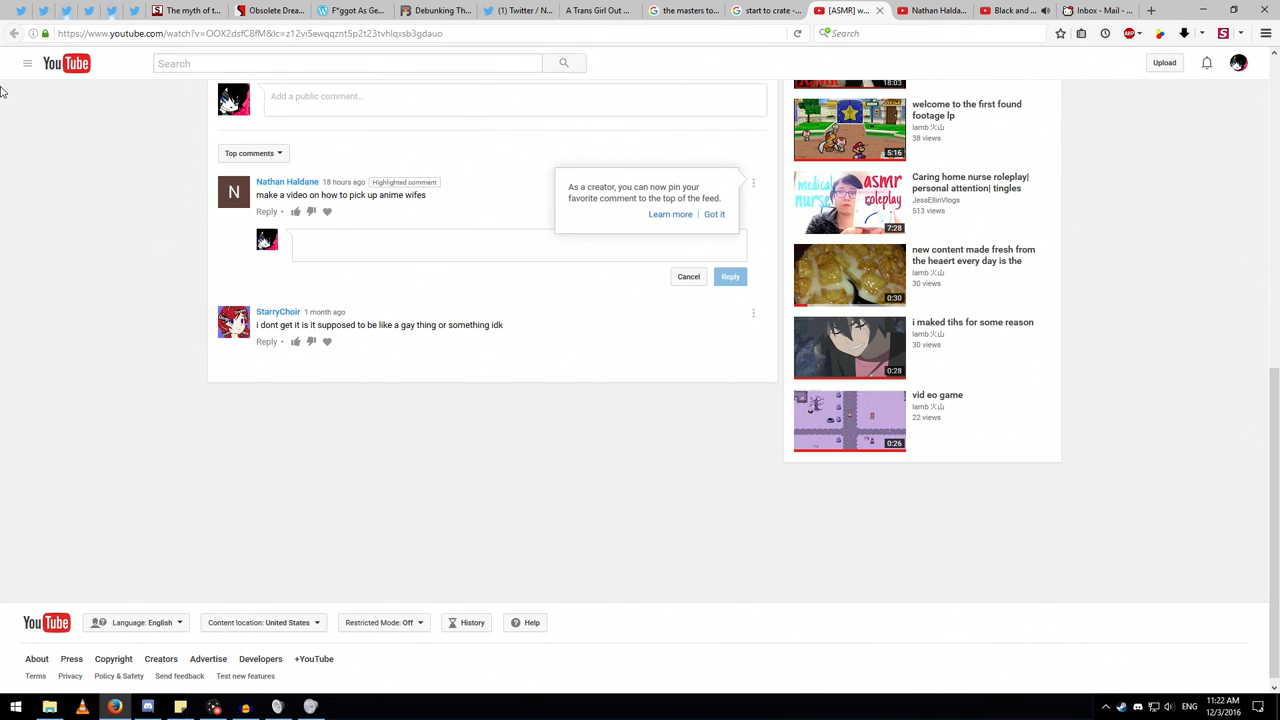 The myth of t...
Obsolete Drea...
F*ggot As Ge...
Debunking Th...
(1) Twitter / N...
A Trans Girl Out ...
the masters to...
start to crate -...
[ASMR] (...
Black and ...
Inbox - Mail - ...
https://www.youtube.com/watch?v=OOX2dsfC8fM&lc=z12vi5ewqqznt5p2t23tvhlqxsb3gdauo
Search
YouTube
Search
Upload
Add a public comment...
Top comments
Nathan Haldane 18 hours ago Highlighted comment
make a video on how to pick up anime wifes
Reply •
As a creator, you can now pin your
favorite comment to the top of the feed.
Learn more | Got it
Cancel
Reply
StarryChoir 1 month ago
i dont get it is it supposed to be like a gay thing or something idk
Reply •
18:03
welcome to the first found
footage lp
lamb 火山
38 views
5:16
medical
nurse
asmr
roleplay
Caring home nurse roleplay|
personal attention| tingles
JessEllinVlogs
513 views
7:28
new content made fresh from
the heaert every day is the
lamb 火山
30 views
0:30
i maked tihs for some reason
lamb 火山
30 views
0:28
vid eo game
lamb 火山
22 views
0:26
YouTube
Language: English
Content location: United States
Restricted Mode: Off
History
Help
About Press Copyright Creators Advertise Developers +YouTube
Terms Privacy Policy & Safety Send feedback Test new features
ENG
11:22 AM
12/3/2016